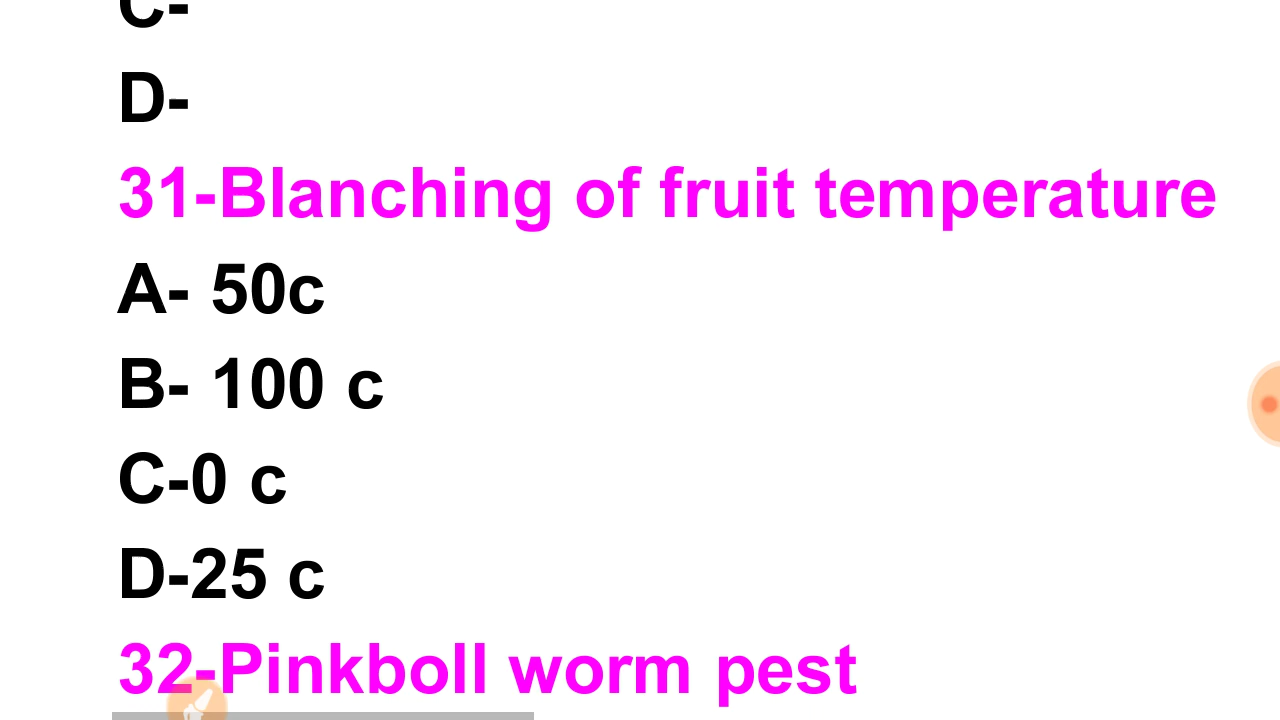 C-
D-
31-Blanching of fruit temperature
A- 50c
B- 100 c
C-0 c
D-25 c
32-Pinkboll worm pest